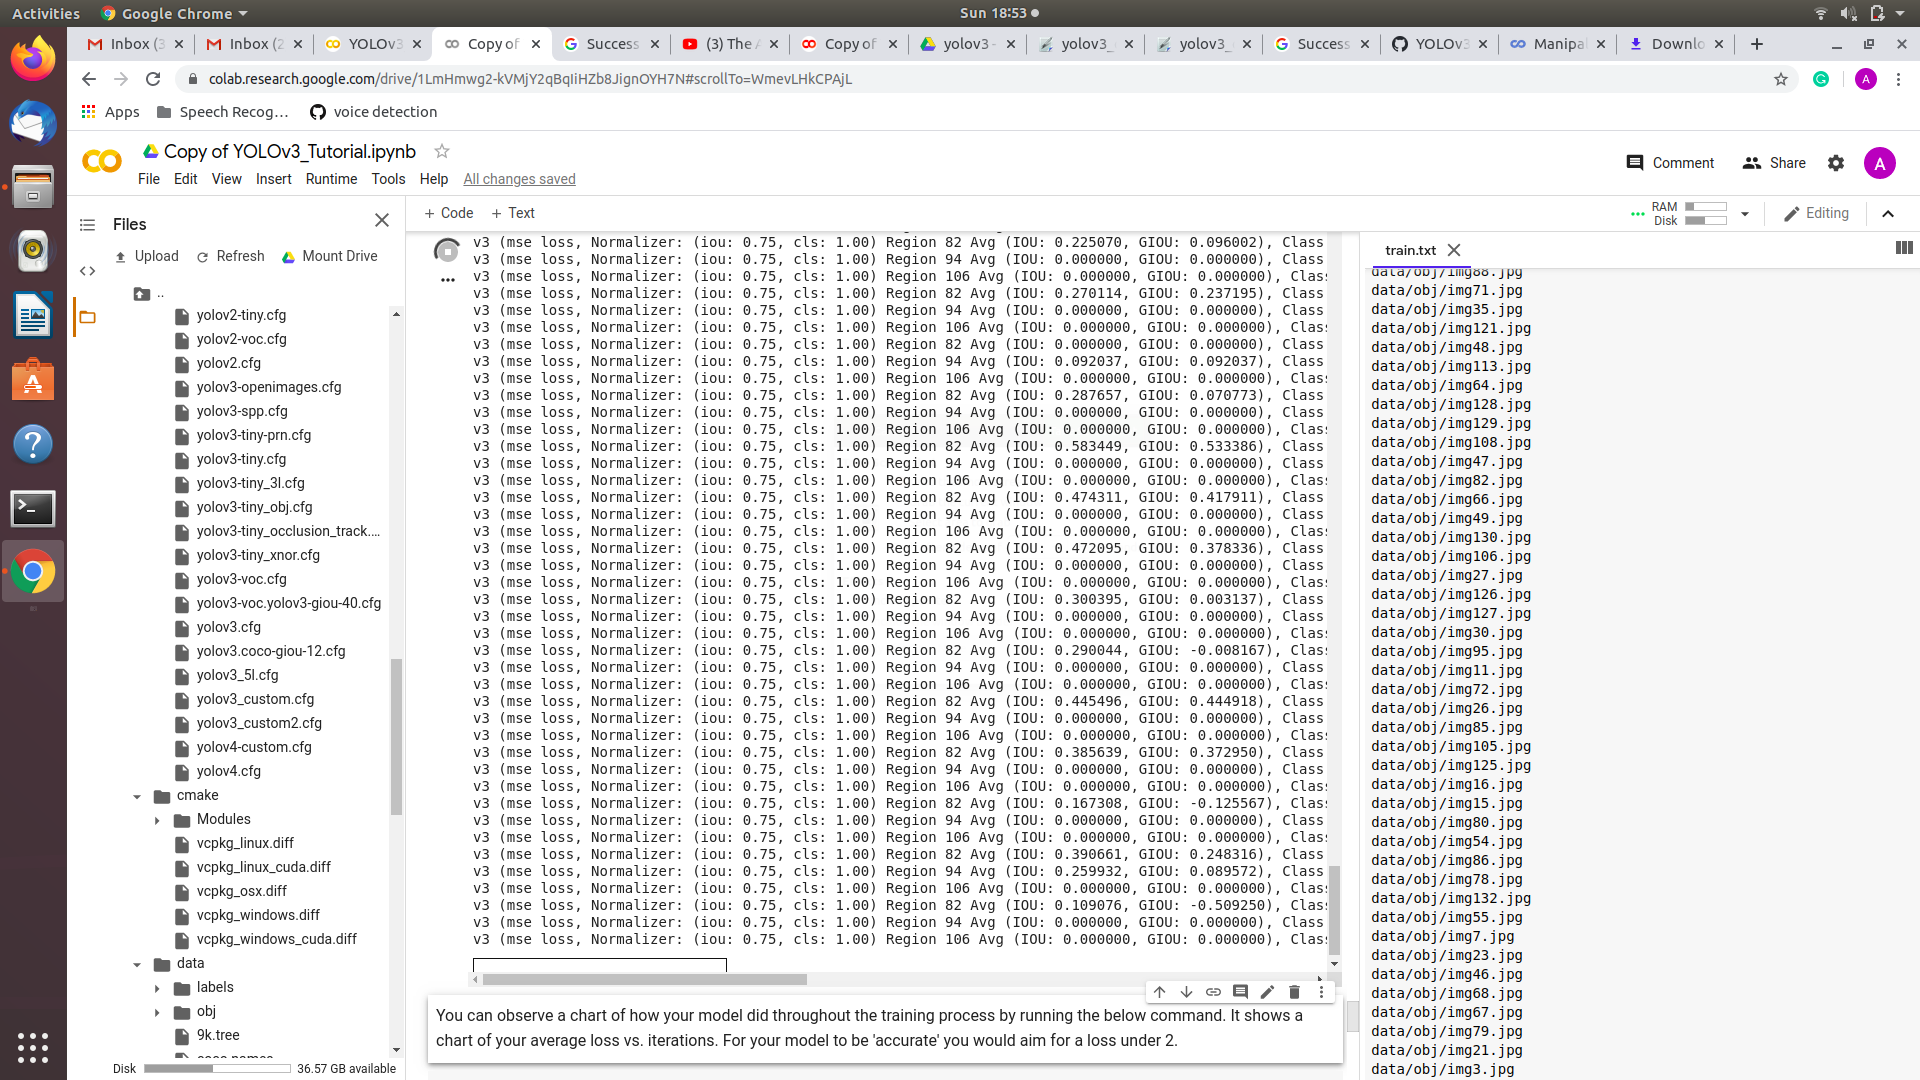 Activities
Google Chrome
Sun 18:53
Inbox (3
Inbox (2
YOLOv3
Copy of
Success
(3) The A
Copy of
yolov3 -
yolov3_
yolov3_
Success
YOLOv3
Manipal
Downlo
colab.research.google.com/drive/1LmHmwg2-kVMjY2qBqIiHZb8JignOYH7N#scrollTo=WmevLHkCPAjL
A
Apps
Speech Recog…
voice detection
Copy of YOLOv3_Tutorial.ipynb
File Edit View Insert Runtime Tools Help All changes saved
Comment
Share
A
Files
Upload Refresh Mount Drive
..
yolov2-tiny.cfg
yolov2-voc.cfg
yolov2.cfg
yolov3-openimages.cfg
yolov3-spp.cfg
yolov3-tiny-prn.cfg
yolov3-tiny.cfg
yolov3-tiny_3l.cfg
yolov3-tiny_obj.cfg
yolov3-tiny_occlusion_track....
yolov3-tiny_xnor.cfg
yolov3-voc.cfg
yolov3-voc.yolov3-giou-40.cfg
yolov3.cfg
yolov3.coco-giou-12.cfg
yolov3_5l.cfg
yolov3_custom.cfg
yolov3_custom2.cfg
yolov4-custom.cfg
yolov4.cfg
cmake
Modules
vcpkg_linux.diff
vcpkg_linux_cuda.diff
vcpkg_osx.diff
vcpkg_windows.diff
vcpkg_windows_cuda.diff
data
labels
obj
9k.tree
coco.names
Disk
36.57 GB available
+ Code + Text
RAM
Disk
Editing
v3 (mse loss, Normalizer: (iou: 0.75, cls: 1.00) Region 82 Avg (IOU: 0.225070, GIOU: 0.096002), Class
v3 (mse loss, Normalizer: (iou: 0.75, cls: 1.00) Region 94 Avg (IOU: 0.000000, GIOU: 0.000000), Class
v3 (mse loss, Normalizer: (iou: 0.75, cls: 1.00) Region 106 Avg (IOU: 0.000000, GIOU: 0.000000), Clas
v3 (mse loss, Normalizer: (iou: 0.75, cls: 1.00) Region 82 Avg (IOU: 0.270114, GIOU: 0.237195), Class
v3 (mse loss, Normalizer: (iou: 0.75, cls: 1.00) Region 94 Avg (IOU: 0.000000, GIOU: 0.000000), Class
v3 (mse loss, Normalizer: (iou: 0.75, cls: 1.00) Region 106 Avg (IOU: 0.000000, GIOU: 0.000000), Clas
v3 (mse loss, Normalizer: (iou: 0.75, cls: 1.00) Region 82 Avg (IOU: 0.000000, GIOU: 0.000000), Class
v3 (mse loss, Normalizer: (iou: 0.75, cls: 1.00) Region 94 Avg (IOU: 0.092037, GIOU: 0.092037), Class
v3 (mse loss, Normalizer: (iou: 0.75, cls: 1.00) Region 106 Avg (IOU: 0.000000, GIOU: 0.000000), Clas
v3 (mse loss, Normalizer: (iou: 0.75, cls: 1.00) Region 82 Avg (IOU: 0.287657, GIOU: 0.070773), Class
v3 (mse loss, Normalizer: (iou: 0.75, cls: 1.00) Region 94 Avg (IOU: 0.000000, GIOU: 0.000000), Class
v3 (mse loss, Normalizer: (iou: 0.75, cls: 1.00) Region 106 Avg (IOU: 0.000000, GIOU: 0.000000), Clas
v3 (mse loss, Normalizer: (iou: 0.75, cls: 1.00) Region 82 Avg (IOU: 0.583449, GIOU: 0.533386), Class
v3 (mse loss, Normalizer: (iou: 0.75, cls: 1.00) Region 94 Avg (IOU: 0.000000, GIOU: 0.000000), Class
v3 (mse loss, Normalizer: (iou: 0.75, cls: 1.00) Region 106 Avg (IOU: 0.000000, GIOU: 0.000000), Clas
v3 (mse loss, Normalizer: (iou: 0.75, cls: 1.00) Region 82 Avg (IOU: 0.474311, GIOU: 0.417911), Class
v3 (mse loss, Normalizer: (iou: 0.75, cls: 1.00) Region 94 Avg (IOU: 0.000000, GIOU: 0.000000), Class
v3 (mse loss, Normalizer: (iou: 0.75, cls: 1.00) Region 106 Avg (IOU: 0.000000, GIOU: 0.000000), Clas
v3 (mse loss, Normalizer: (iou: 0.75, cls: 1.00) Region 82 Avg (IOU: 0.472095, GIOU: 0.378336), Class
v3 (mse loss, Normalizer: (iou: 0.75, cls: 1.00) Region 94 Avg (IOU: 0.000000, GIOU: 0.000000), Class
v3 (mse loss, Normalizer: (iou: 0.75, cls: 1.00) Region 106 Avg (IOU: 0.000000, GIOU: 0.000000), Clas
v3 (mse loss, Normalizer: (iou: 0.75, cls: 1.00) Region 82 Avg (IOU: 0.300395, GIOU: 0.003137), Class
v3 (mse loss, Normalizer: (iou: 0.75, cls: 1.00) Region 94 Avg (IOU: 0.000000, GIOU: 0.000000), Class
v3 (mse loss, Normalizer: (iou: 0.75, cls: 1.00) Region 106 Avg (IOU: 0.000000, GIOU: 0.000000), Clas
v3 (mse loss, Normalizer: (iou: 0.75, cls: 1.00) Region 82 Avg (IOU: 0.290044, GIOU: -0.008167), Clas
v3 (mse loss, Normalizer: (iou: 0.75, cls: 1.00) Region 94 Avg (IOU: 0.000000, GIOU: 0.000000), Class
v3 (mse loss, Normalizer: (iou: 0.75, cls: 1.00) Region 106 Avg (IOU: 0.000000, GIOU: 0.000000), Clas
v3 (mse loss, Normalizer: (iou: 0.75, cls: 1.00) Region 82 Avg (IOU: 0.445496, GIOU: 0.444918), Class
v3 (mse loss, Normalizer: (iou: 0.75, cls: 1.00) Region 94 Avg (IOU: 0.000000, GIOU: 0.000000), Class
v3 (mse loss, Normalizer: (iou: 0.75, cls: 1.00) Region 106 Avg (IOU: 0.000000, GIOU: 0.000000), Clas
v3 (mse loss, Normalizer: (iou: 0.75, cls: 1.00) Region 82 Avg (IOU: 0.385639, GIOU: 0.372950), Class
v3 (mse loss, Normalizer: (iou: 0.75, cls: 1.00) Region 94 Avg (IOU: 0.000000, GIOU: 0.000000), Class
v3 (mse loss, Normalizer: (iou: 0.75, cls: 1.00) Region 106 Avg (IOU: 0.000000, GIOU: 0.000000), Clas
v3 (mse loss, Normalizer: (iou: 0.75, cls: 1.00) Region 82 Avg (IOU: 0.167308, GIOU: -0.125567), Clas
v3 (mse loss, Normalizer: (iou: 0.75, cls: 1.00) Region 94 Avg (IOU: 0.000000, GIOU: 0.000000), Class
v3 (mse loss, Normalizer: (iou: 0.75, cls: 1.00) Region 106 Avg (IOU: 0.000000, GIOU: 0.000000), Clas
v3 (mse loss, Normalizer: (iou: 0.75, cls: 1.00) Region 82 Avg (IOU: 0.390661, GIOU: 0.248316), Class
v3 (mse loss, Normalizer: (iou: 0.75, cls: 1.00) Region 94 Avg (IOU: 0.259932, GIOU: 0.089572), Class
v3 (mse loss, Normalizer: (iou: 0.75, cls: 1.00) Region 106 Avg (IOU: 0.000000, GIOU: 0.000000), Clas
v3 (mse loss, Normalizer: (iou: 0.75, cls: 1.00) Region 82 Avg (IOU: 0.109076, GIOU: -0.509250), Clas
v3 (mse loss, Normalizer: (iou: 0.75, cls: 1.00) Region 94 Avg (IOU: 0.000000, GIOU: 0.000000), Class
v3 (mse loss, Normalizer: (iou: 0.75, cls: 1.00) Region 106 Avg (IOU: 0.000000, GIOU: 0.000000), Clas
You can observe a chart of how your model did throughout the training process by running the below command. It shows a
chart of your average loss vs. iterations. For your model to be 'accurate' you would aim for a loss under 2.
train.txt
data/obj/img88.jpg
data/obj/img71.jpg
data/obj/img35.jpg
data/obj/img121.jpg
data/obj/img48.jpg
data/obj/img113.jpg
data/obj/img64.jpg
data/obj/img128.jpg
data/obj/img129.jpg
data/obj/img108.jpg
data/obj/img47.jpg
data/obj/img82.jpg
data/obj/img66.jpg
data/obj/img49.jpg
data/obj/img130.jpg
data/obj/img106.jpg
data/obj/img27.jpg
data/obj/img126.jpg
data/obj/img127.jpg
data/obj/img30.jpg
data/obj/img95.jpg
data/obj/img11.jpg
data/obj/img72.jpg
data/obj/img26.jpg
data/obj/img85.jpg
data/obj/img105.jpg
data/obj/img125.jpg
data/obj/img16.jpg
data/obj/img15.jpg
data/obj/img80.jpg
data/obj/img54.jpg
data/obj/img86.jpg
data/obj/img78.jpg
data/obj/img132.jpg
data/obj/img55.jpg
data/obj/img7.jpg
data/obj/img23.jpg
data/obj/img46.jpg
data/obj/img68.jpg
data/obj/img67.jpg
data/obj/img79.jpg
data/obj/img21.jpg
data/obj/img3.jpg